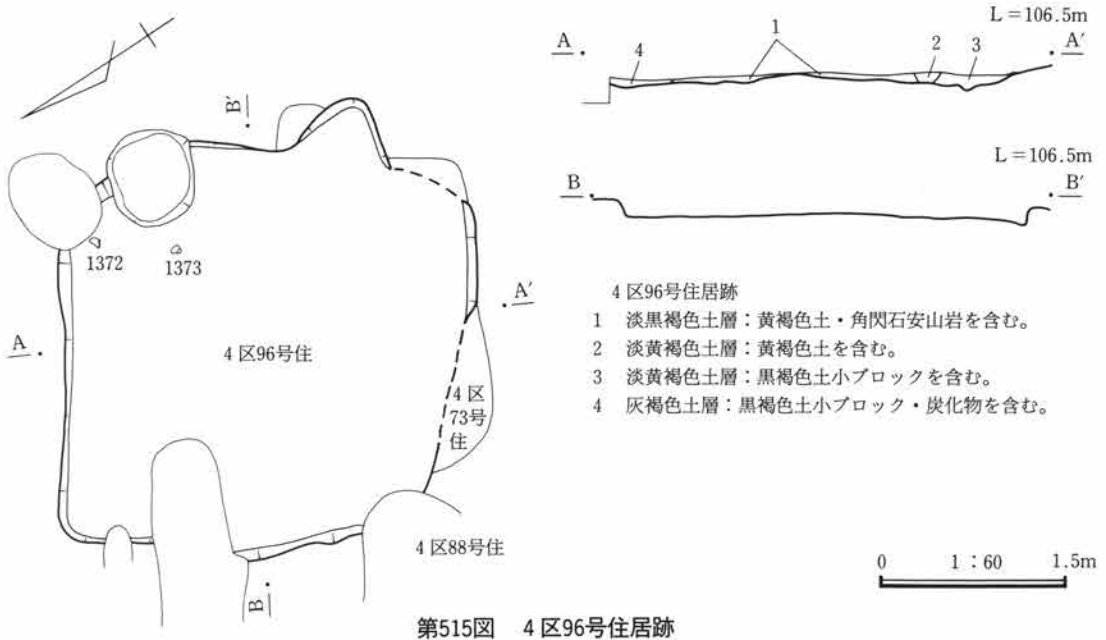 L＝106.5m
A
4
1
2
3
A′
L＝106.5m
B
B′
B′
1372
1373
A′
A
4区96号住
4区
73号
住
4区88号住
B
4区96号住居跡
1　淡黒褐色土層：黄褐色土・角閃石安山岩を含む。
2　淡黄褐色土層：黄褐色土を含む。
3　淡黄褐色土層：黒褐色土小ブロックを含む。
4　灰褐色土層：黒褐色土小ブロック・炭化物を含む。
0　1：60　1.5m
第515図　4区96号住居跡